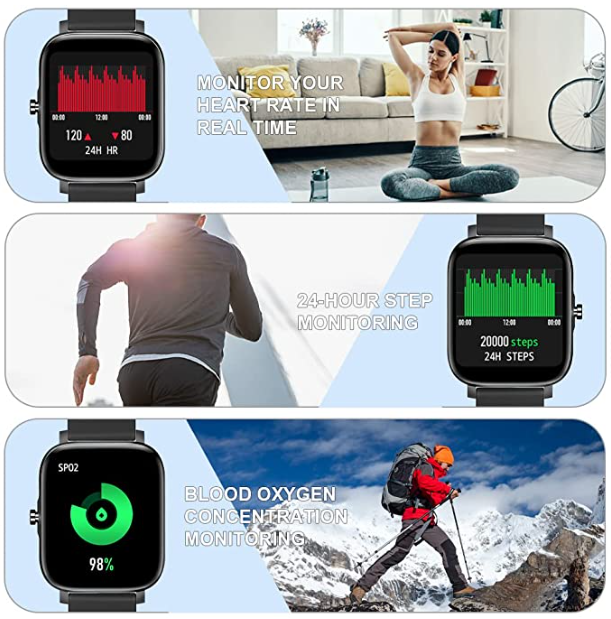 MONITOR YOUR
HEART RATE IN
REAL TIME
00:00 12:00 00:00
120 ▲ ▼ 80
24H HR
24-HOUR STEP
MONITORING
00:00 12:00 00:00
20000 steps
24H STEPS
SPO2
98%
BLOOD OXYGEN
CONCENTRATION
MONITORING